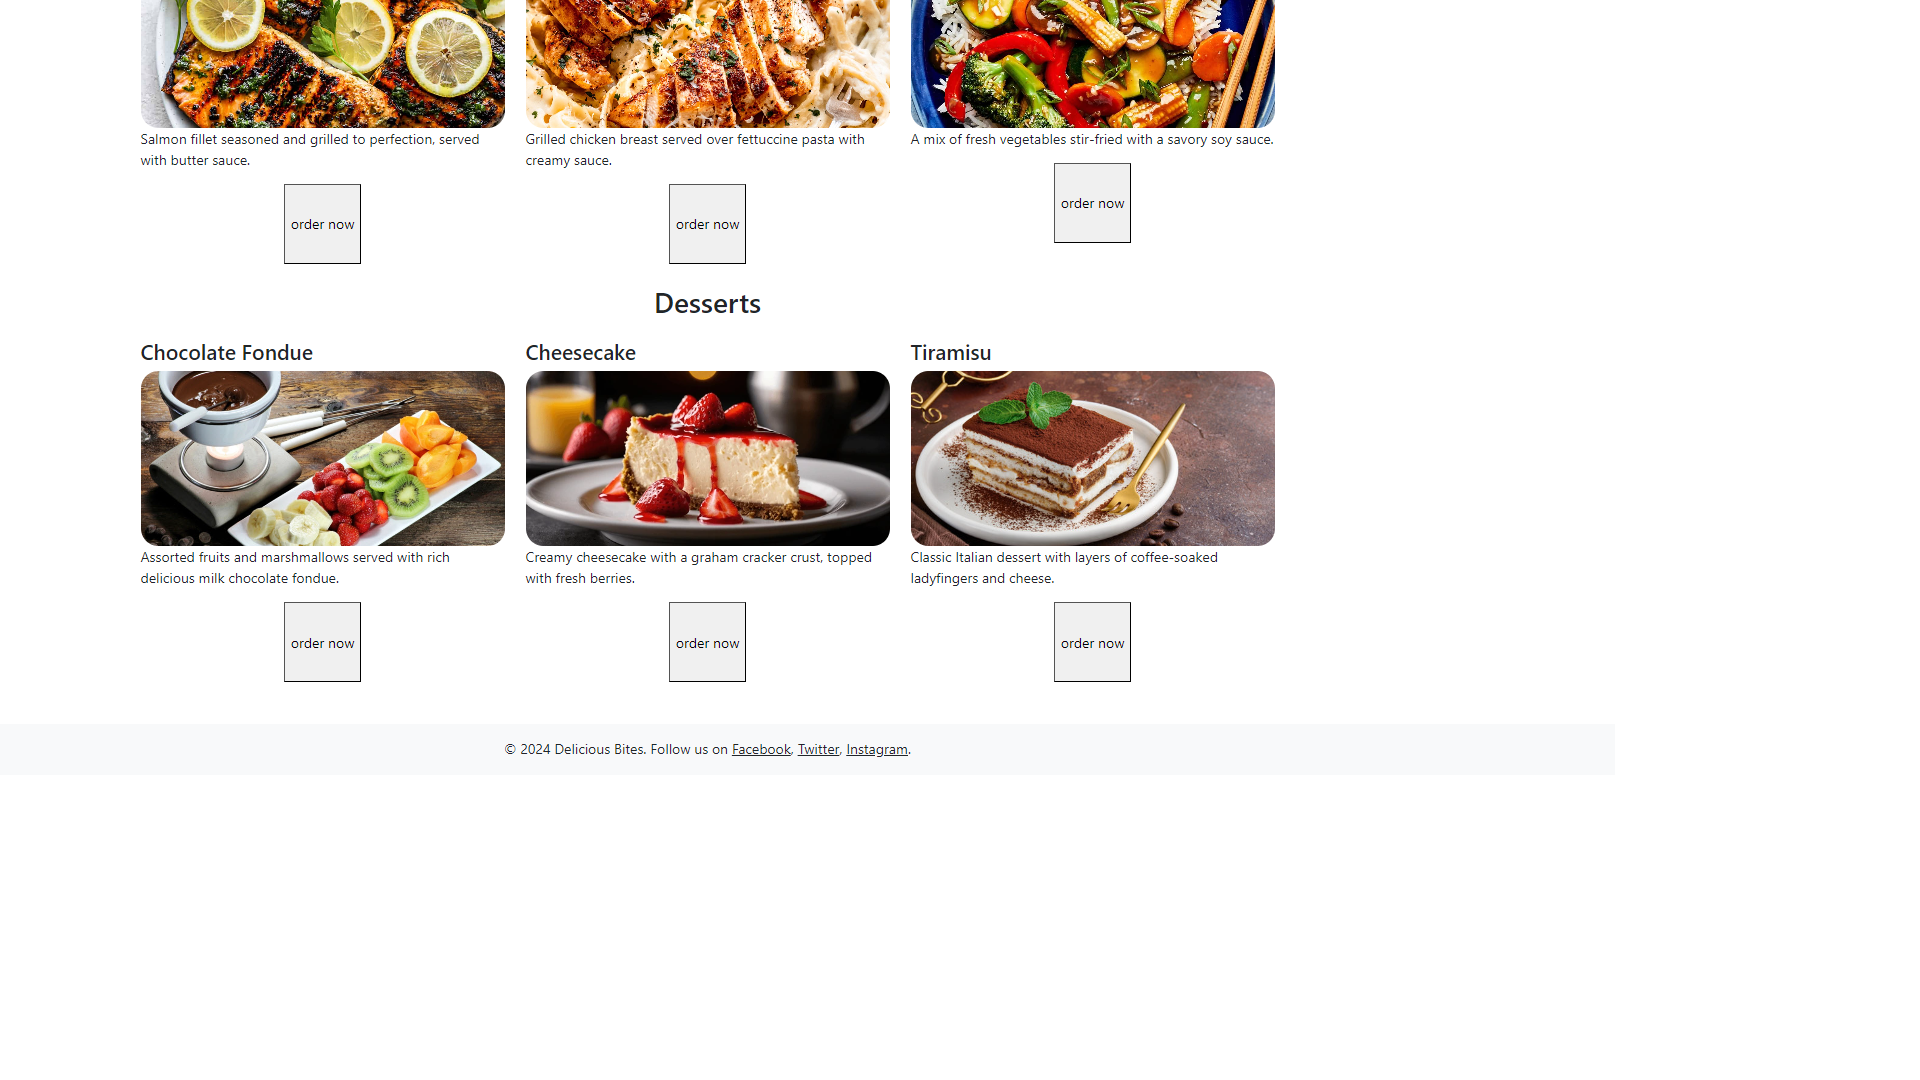 Salmon fillet seasoned and grilled to perfection, served
with butter sauce.
order now
Grilled chicken breast served over fettuccine pasta with
creamy sauce.
order now
A mix of fresh vegetables stir-fried with a savory soy sauce.
order now
Desserts
Chocolate Fondue
Assorted fruits and marshmallows served with rich
delicious milk chocolate fondue.
order now
Cheesecake
Creamy cheesecake with a graham cracker crust, topped
with fresh berries.
order now
Tiramisu
Classic Italian dessert with layers of coffee-soaked
ladyfingers and cheese.
order now
© 2024 Delicious Bites. Follow us on Facebook, Twitter, Instagram.